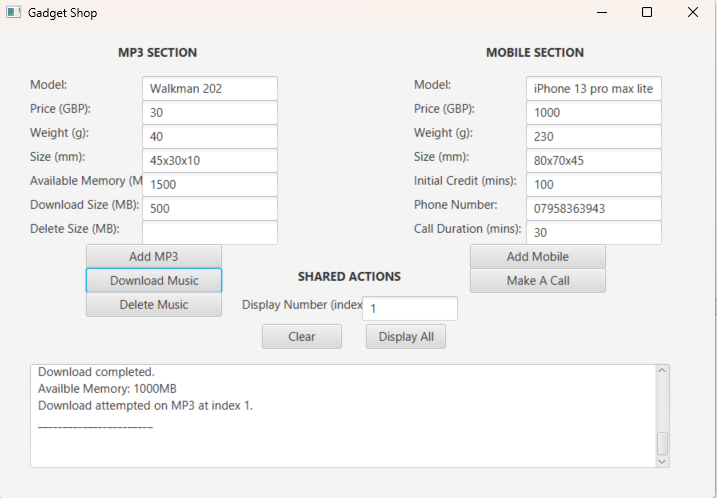 Gadget Shop
MP3 SECTION
Model: Walkman 202
Price (GBP): 30
Weight (g): 40
Size (mm): 45x30x10
Available Memory (M 1500
Download Size (MB): 500
Delete Size (MB):
Add MP3
Download Music
Delete Music
MOBILE SECTION
Model: iPhone 13 pro max lite
Price (GBP): 1000
Weight (g): 230
Size (mm): 80x70x45
Initial Credit (mins): 100
Phone Number: 07958363943
Call Duration (mins): 30
Add Mobile
Make A Call
SHARED ACTIONS
Display Number (index 1
Clear Display All
Download completed.
Availble Memory: 1000MB
Download attempted on MP3 at index 1.
________________________